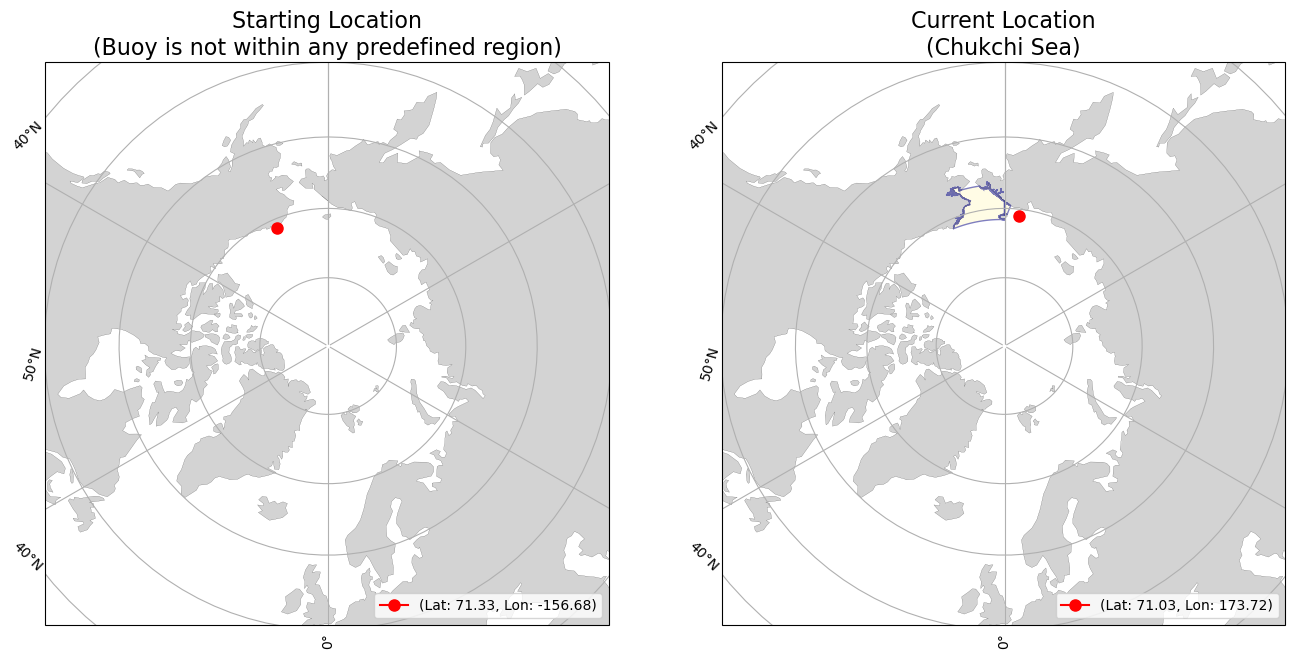 Starting Location
(Buoy is not within any predefined region)
40°N
50°N
40°N
0°
(Lat: 71.33, Lon: -156.68)
Current Location
(Chukchi Sea)
40°N
50°N
40°N
0°
(Lat: 71.03, Lon: 173.72)